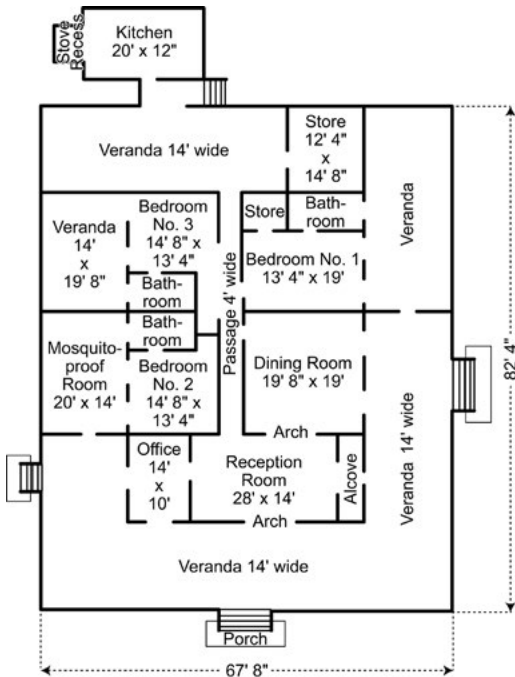 Stove
Recess
Kitchen
20' x 12"
Veranda 14' wide
Store
12' 4"
x
14' 8"
Veranda
14'
x
19' 8"
Bedroom
No. 3
14' 8" x
13' 4"
Store
Bath-
room
Veranda
Bath-
room
Bedroom No. 1
13' 4" x 19'
Passage 4' wide
Bath-
room
Mosquito-
proof
Room
20' x 14'
Bedroom
No. 2
14' 8" x
13' 4"
Dining Room
19' 8" x 19'
82' 4"
Arch
Office
14'
x
10'
Reception
Room
28' x 14'
Alcove
Veranda 14' wide
Arch
Veranda 14' wide
Porch
67' 8"